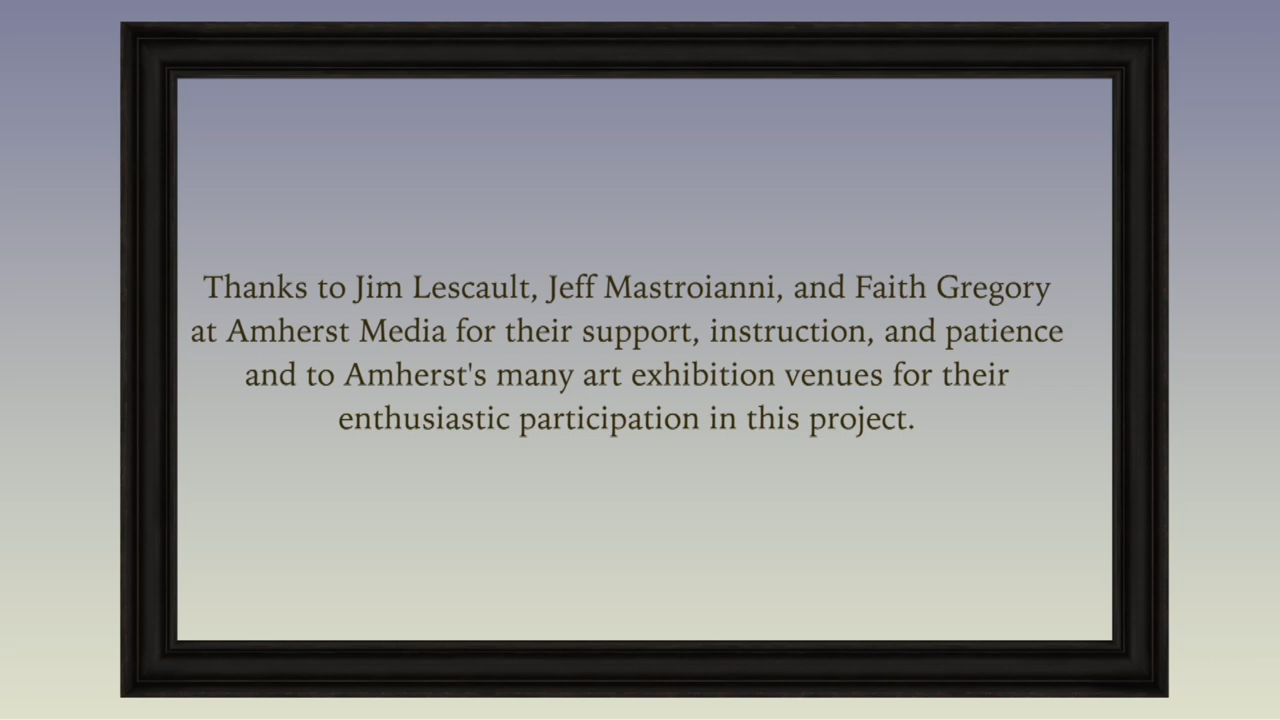 Thanks to Jim Lescault, Jeff Mastroianni, and Faith Gregory
at Amherst Media for their support, instruction, and patience
and to Amherst's many art exhibition venues for their
enthusiastic participation in this project.